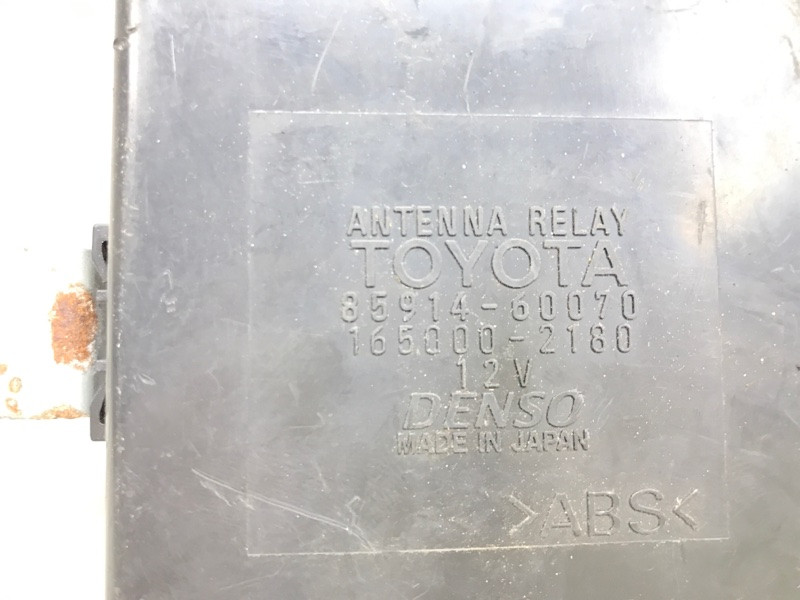 ANTENNA RELAY
TOYOTA
85914-60070
165000-2180
12V
DENSO
MADE IN JAPAN
>ABS<